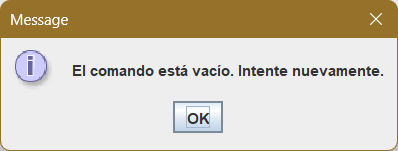 Message
El comando está vacío. Intente nuevamente.
OK